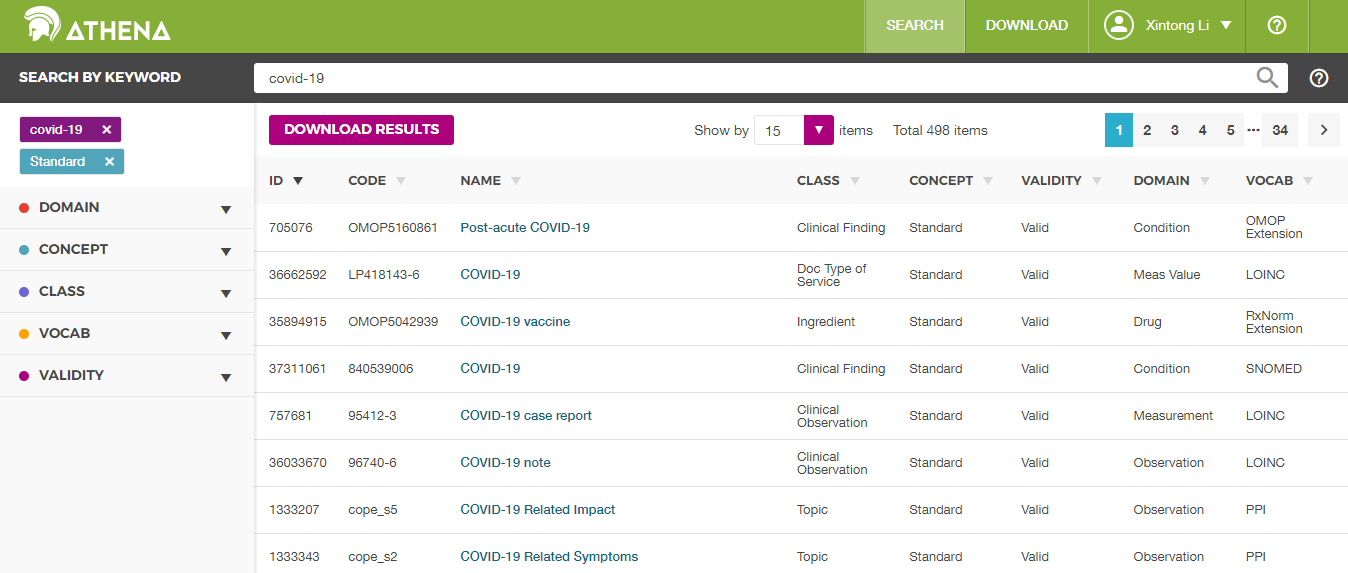 ATHENA
SEARCH
DOWNLOAD
Xintong Li
SEARCH BY KEYWORD
covid-19
covid-19 ×
Standard ×
DOMAIN
CONCEPT
CLASS
VOCAB
VALIDITY
DOWNLOAD RESULTS
Show by 15 items Total 498 items
1 2 3 4 5 ... 34 >
ID CODE NAME CLASS CONCEPT VALIDITY DOMAIN VOCAB
705076 OMOP5160861 Post-acute COVID-19 Clinical Finding Standard Valid Condition OMOP Extension
36662592 LP418143-6 COVID-19 Doc Type of Service Standard Valid Meas Value LOINC
35894915 OMOP5042939 COVID-19 vaccine Ingredient Standard Valid Drug RxNorm Extension
37311061 840539006 COVID-19 Clinical Finding Standard Valid Condition SNOMED
757681 95412-3 COVID-19 case report Clinical Observation Standard Valid Measurement LOINC
36033670 96740-6 COVID-19 note Clinical Observation Standard Valid Observation LOINC
1333207 cope_s5 COVID-19 Related Impact Topic Standard Valid Observation PPI
1333343 cope_s2 COVID-19 Related Symptoms Topic Standard Valid Observation PPI